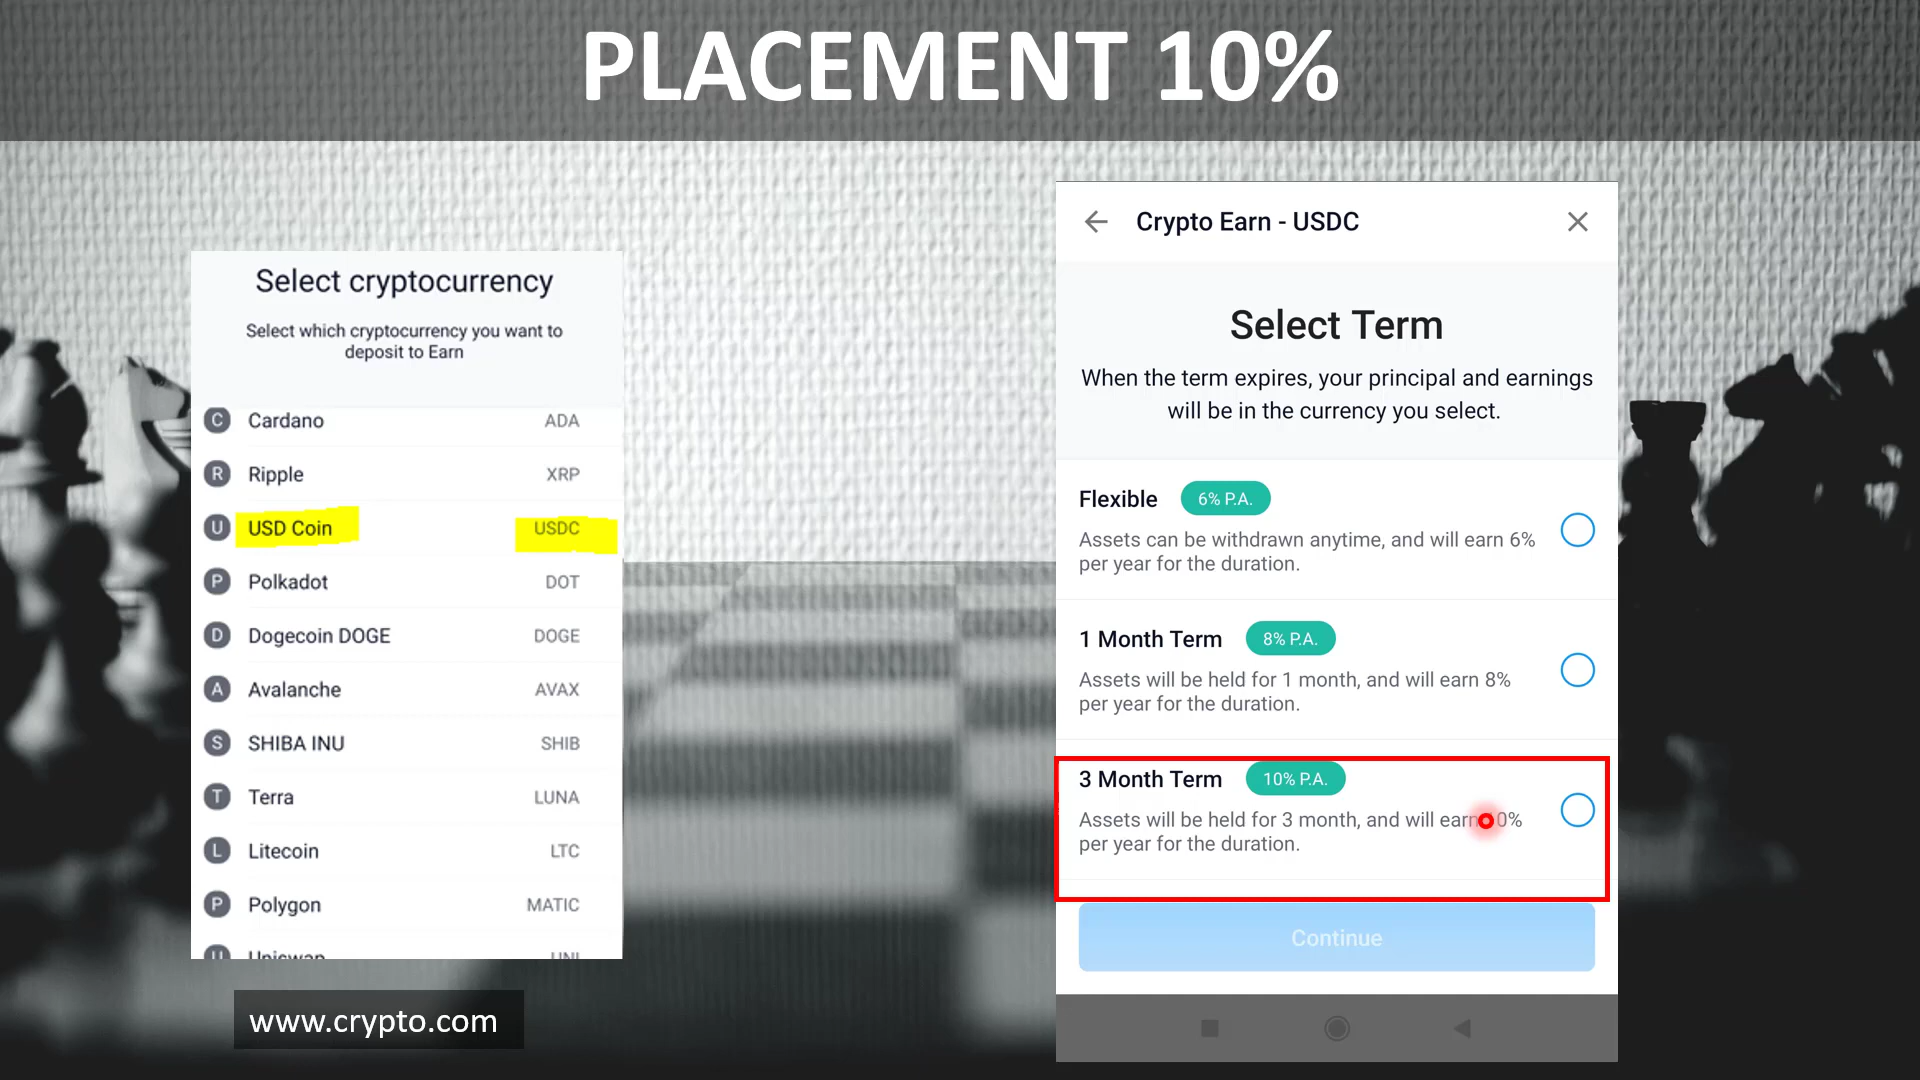 PLACEMENT 10%
Select cryptocurrency
Select which cryptocurrency you want to
deposit to Earn
C Cardano ADA
R Ripple XRP
U USD Coin USDC
P Polkadot DOT
D Dogecoin DOGE DOGE
A Avalanche AVAX
S SHIBA INU SHIB
T Terra LUNA
L Litecoin LTC
P Polygon MATIC
U Uniswap UNI
www.crypto.com
Crypto Earn - USDC
Select Term
When the term expires, your principal and earnings
will be in the currency you select.
Flexible 6% P.A.
Assets can be withdrawn anytime, and will earn 6%
per year for the duration.
1 Month Term 8% P.A.
Assets will be held for 1 month, and will earn 8%
per year for the duration.
3 Month Term 10% P.A.
Assets will be held for 3 month, and will earn 10%
per year for the duration.
Continue